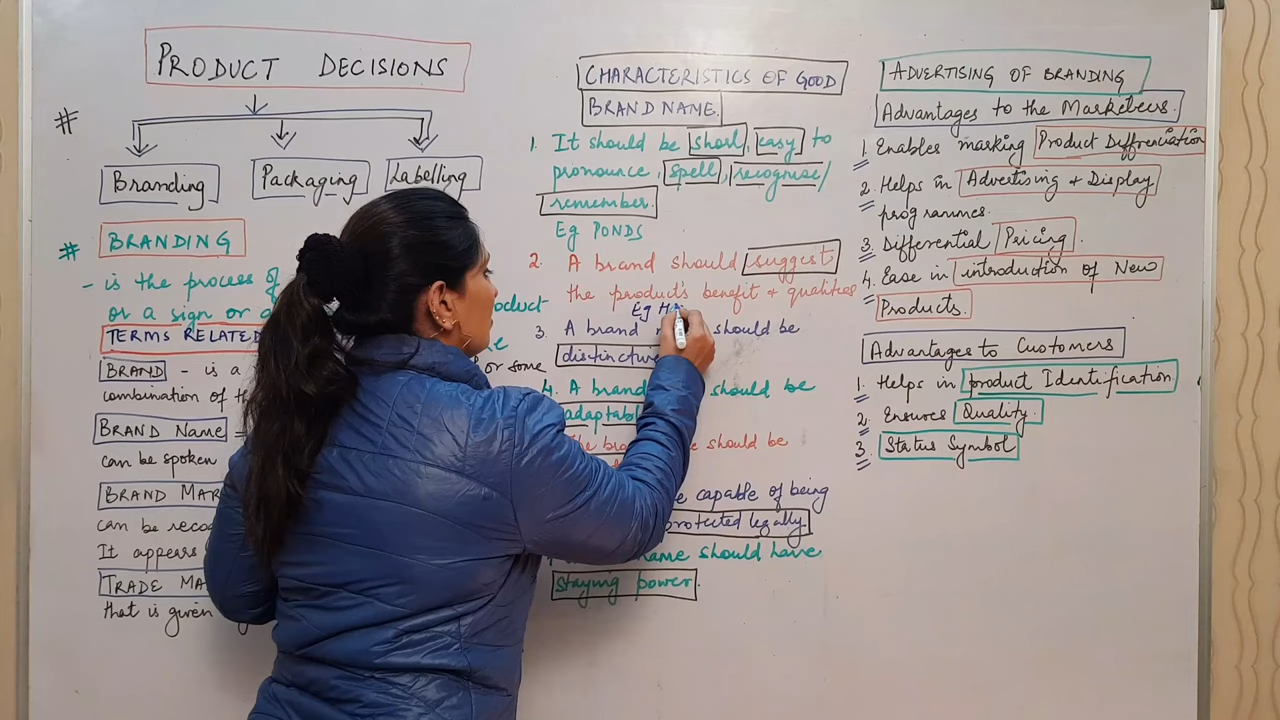 PRODUCT DECISIONS
#
Branding
Packaging
Labelling
# BRANDING
- is the process of
or a sign or a
product
TERMS RELATED
BRAND - is a
or some
combination of
BRAND Name =
can be spoken
BRAND MAR
can be reco
It appears
TRADE MA
that is given
CHARACTERISTICS OF GOOD
BRAND NAME.
1. It should be short, easy to
pronounce, spell, recognise/
remember.
Eg PONDS
2. A brand should suggest
the product's benefit + qualities
Eg
3. A brand should be
distinctive
4. A brand should be
adaptabl
should be
capable of being
protected legally.
name should have
staying power.
ADVERTISING OF BRANDING
Advantages to the Marketeers.
1. Enables marking Product Diffrenciation
2. Helps in Advertising + Display
programmes.
3. Differential Pricing.
4. Ease in introduction of New
Products.
Advantages to Customers
1. Helps in product Identification
2. Ensures Quality.
3. Status Symbol